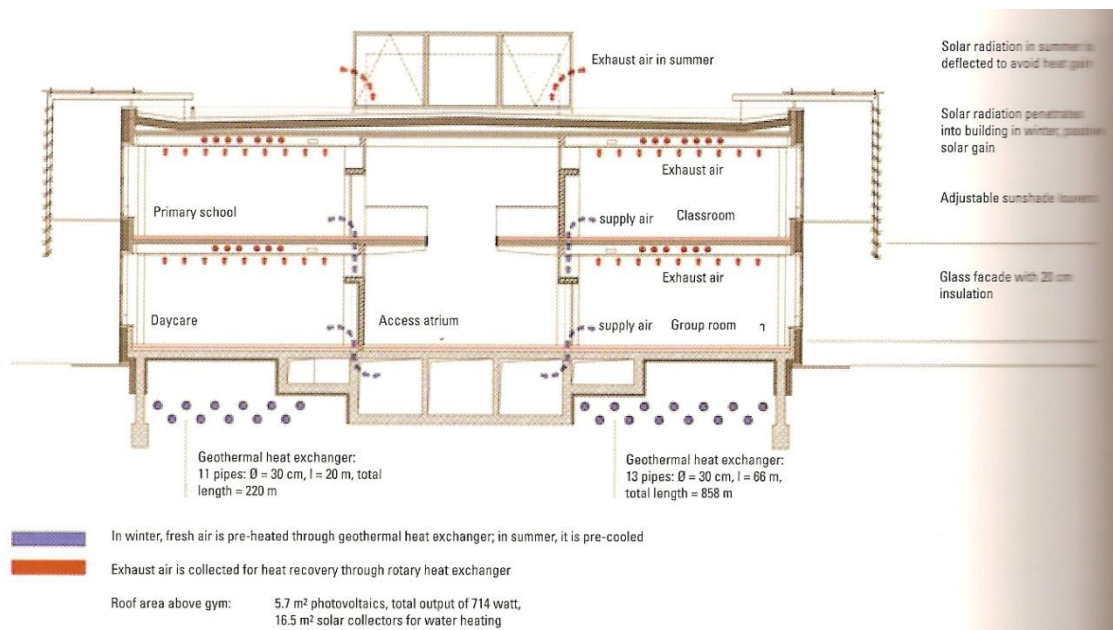 Exhaust air in summer
Solar radiation in summer is
deflected to avoid heat gain
Solar radiation penetrates
into building in winter, passive
solar gain
Exhaust air
Primary school
supply air
Classroom
Adjustable sunshade louvers
Exhaust air
Glass facade with 20 cm
insulation
Daycare
Access atrium
supply air
Group room
n
Geothermal heat exchanger:
11 pipes: Ø = 30 cm, l = 20 m, total
length = 220 m
Geothermal heat exchanger:
13 pipes: Ø = 30 cm, l = 66 m,
total length = 858 m
In winter, fresh air is pre-heated through geothermal heat exchanger; in summer, it is pre-cooled
Exhaust air is collected for heat recovery through rotary heat exchanger
Roof area above gym: 5.7 m² photovoltaics, total output of 714 watt,
16.5 m² solar collectors for water heating